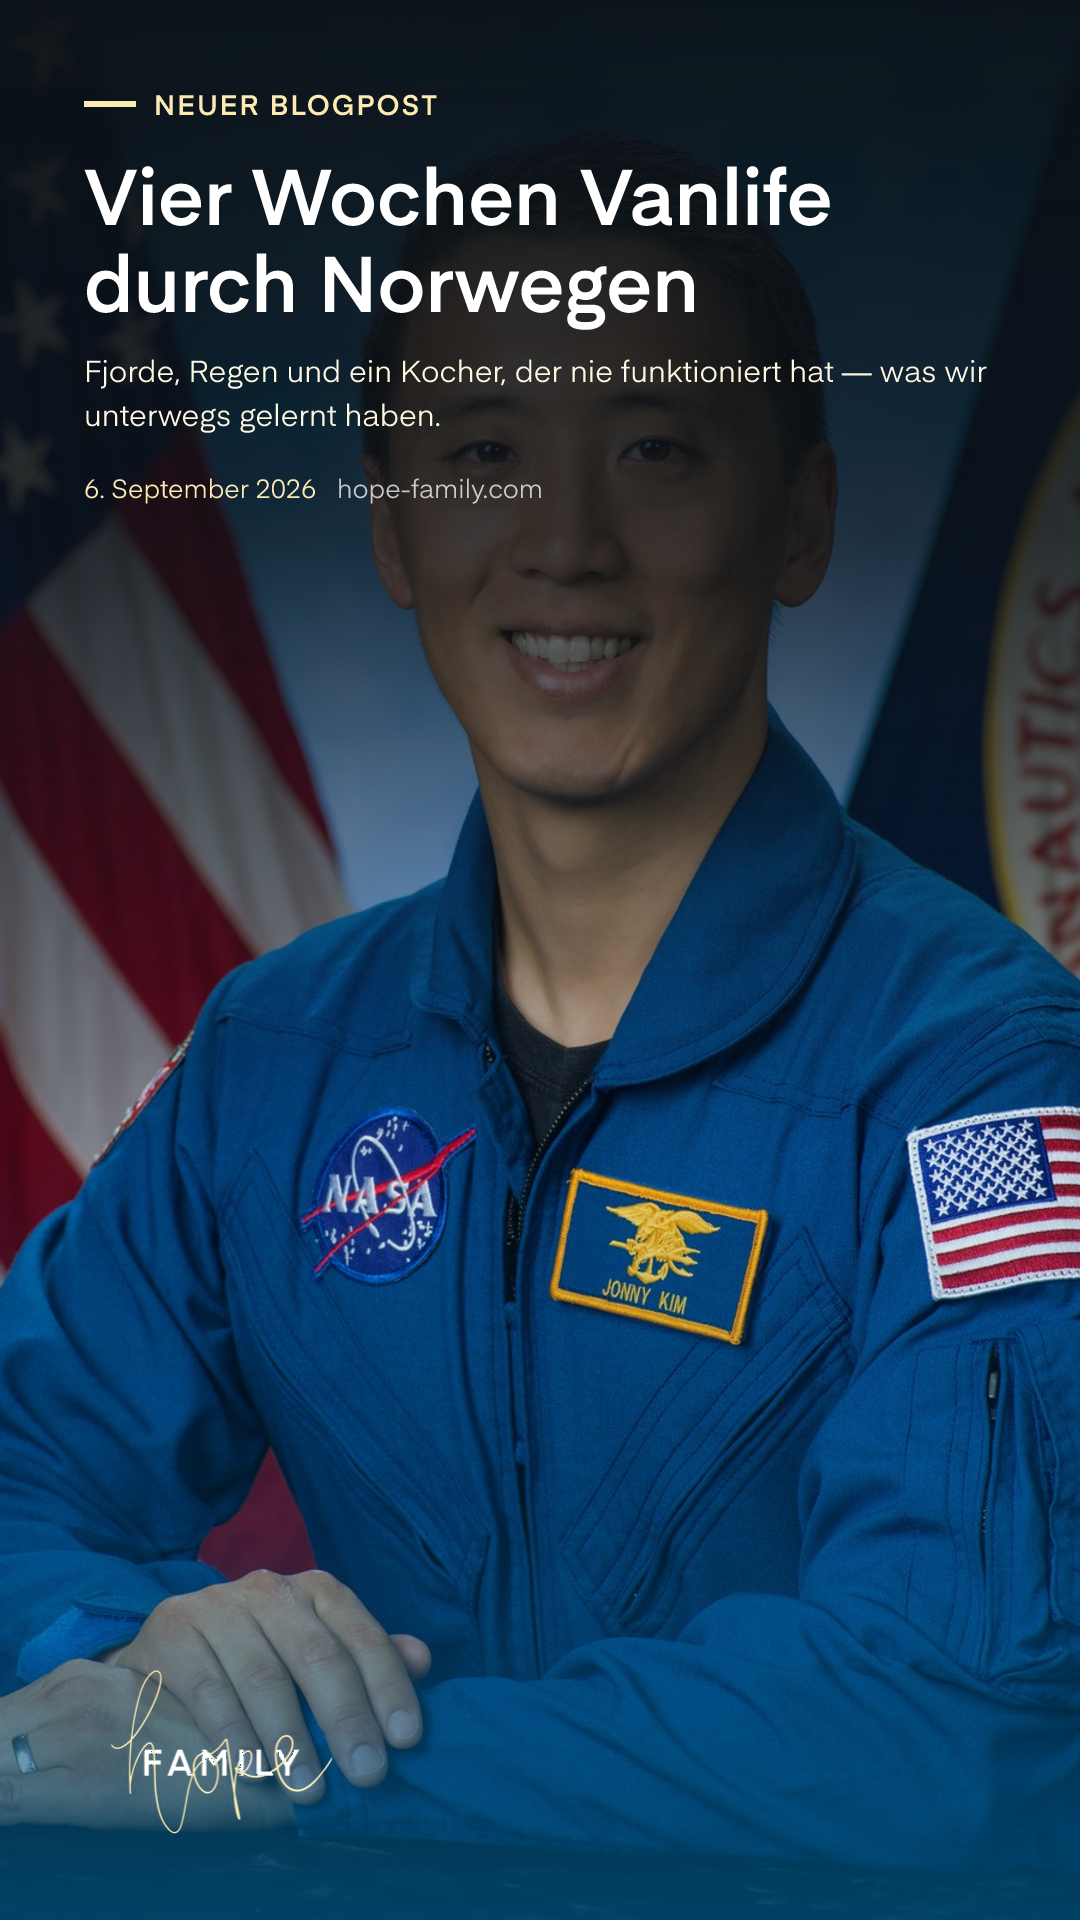 NEUER BLOGPOST
Vier Wochen Vanlife
durch Norwegen
Fjorde, Regen und ein Kocher, der nie funktioniert hat — was wir
unterwegs gelernt haben.
6. September 2026 hope-family.com
NAUTICS
NASA
JONNY KIM
hope
FAMILY